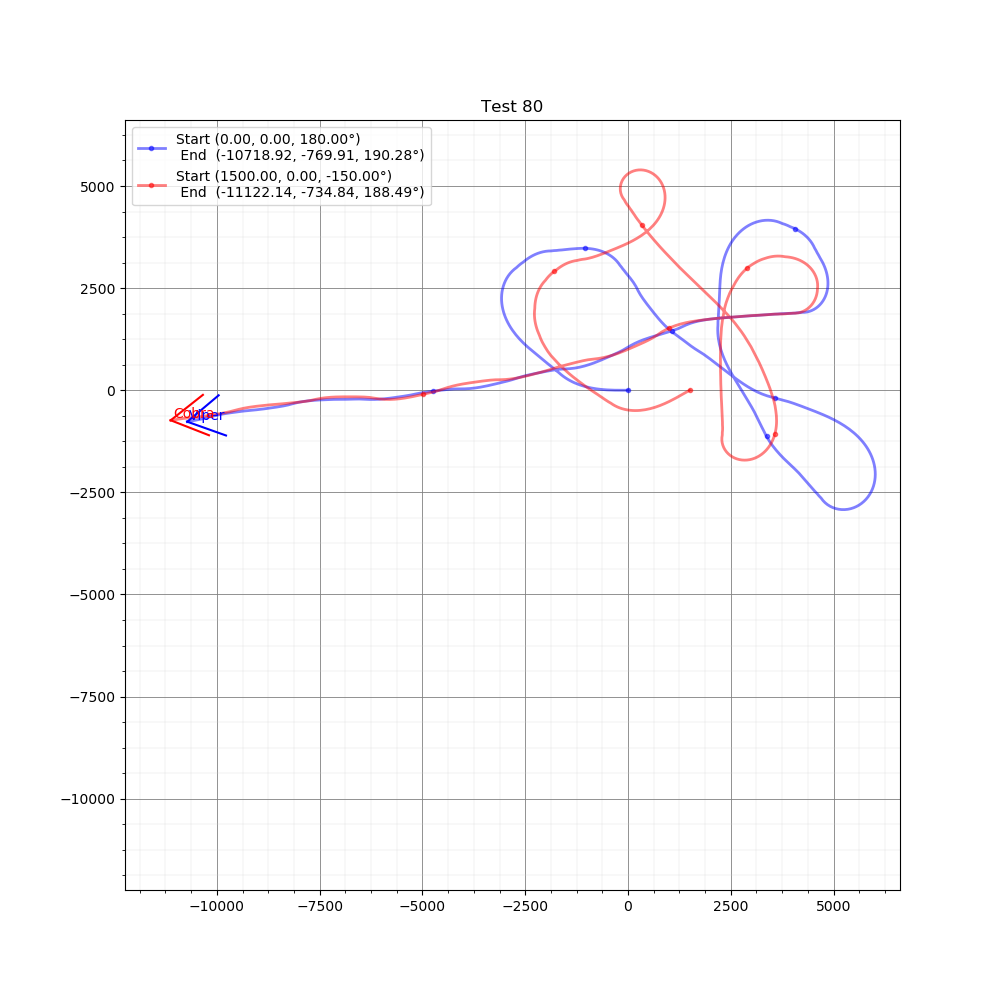 Test 80
Start (0.00, 0.00, 180.00°)
End (-10718.92, -769.91, 190.28°)
Start (1500.00, 0.00, -150.00°)
End (-11122.14, -734.84, 188.49°)
5000
2500
0
−2500
−5000
−7500
−10000
Cobra
Viper
−10000 −7500 −5000 −2500 0 2500 5000